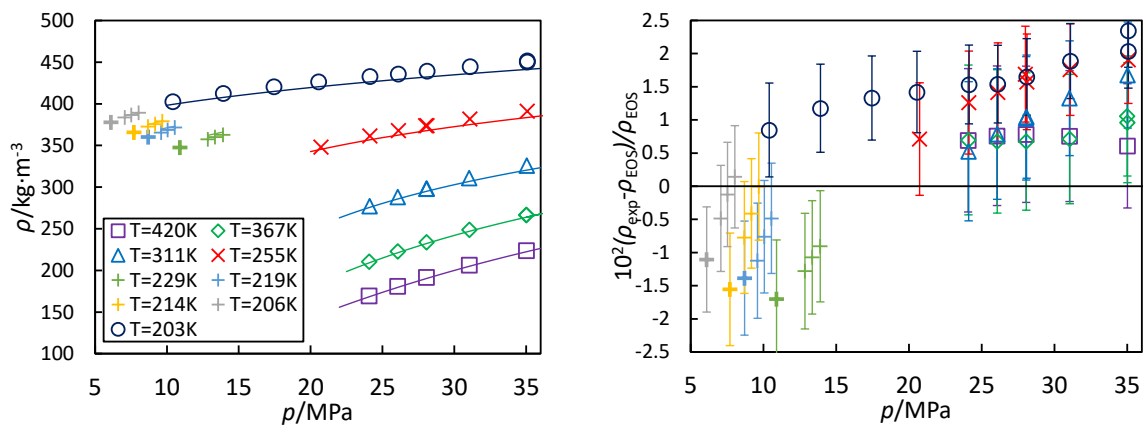 500
450
400
350
300
250
200
150
100
ρ/kg·m⁻³
T=420K T=367K
T=311K T=255K
T=229K T=219K
T=214K T=206K
T=203K
5 10 15 20 25 30 35
p/MPa
2.5
2
1.5
1
0.5
0
-0.5
-1
-1.5
-2
-2.5
10²(ρexp-ρEOS)/ρEOS
5 10 15 20 25 30 35
p/MPa